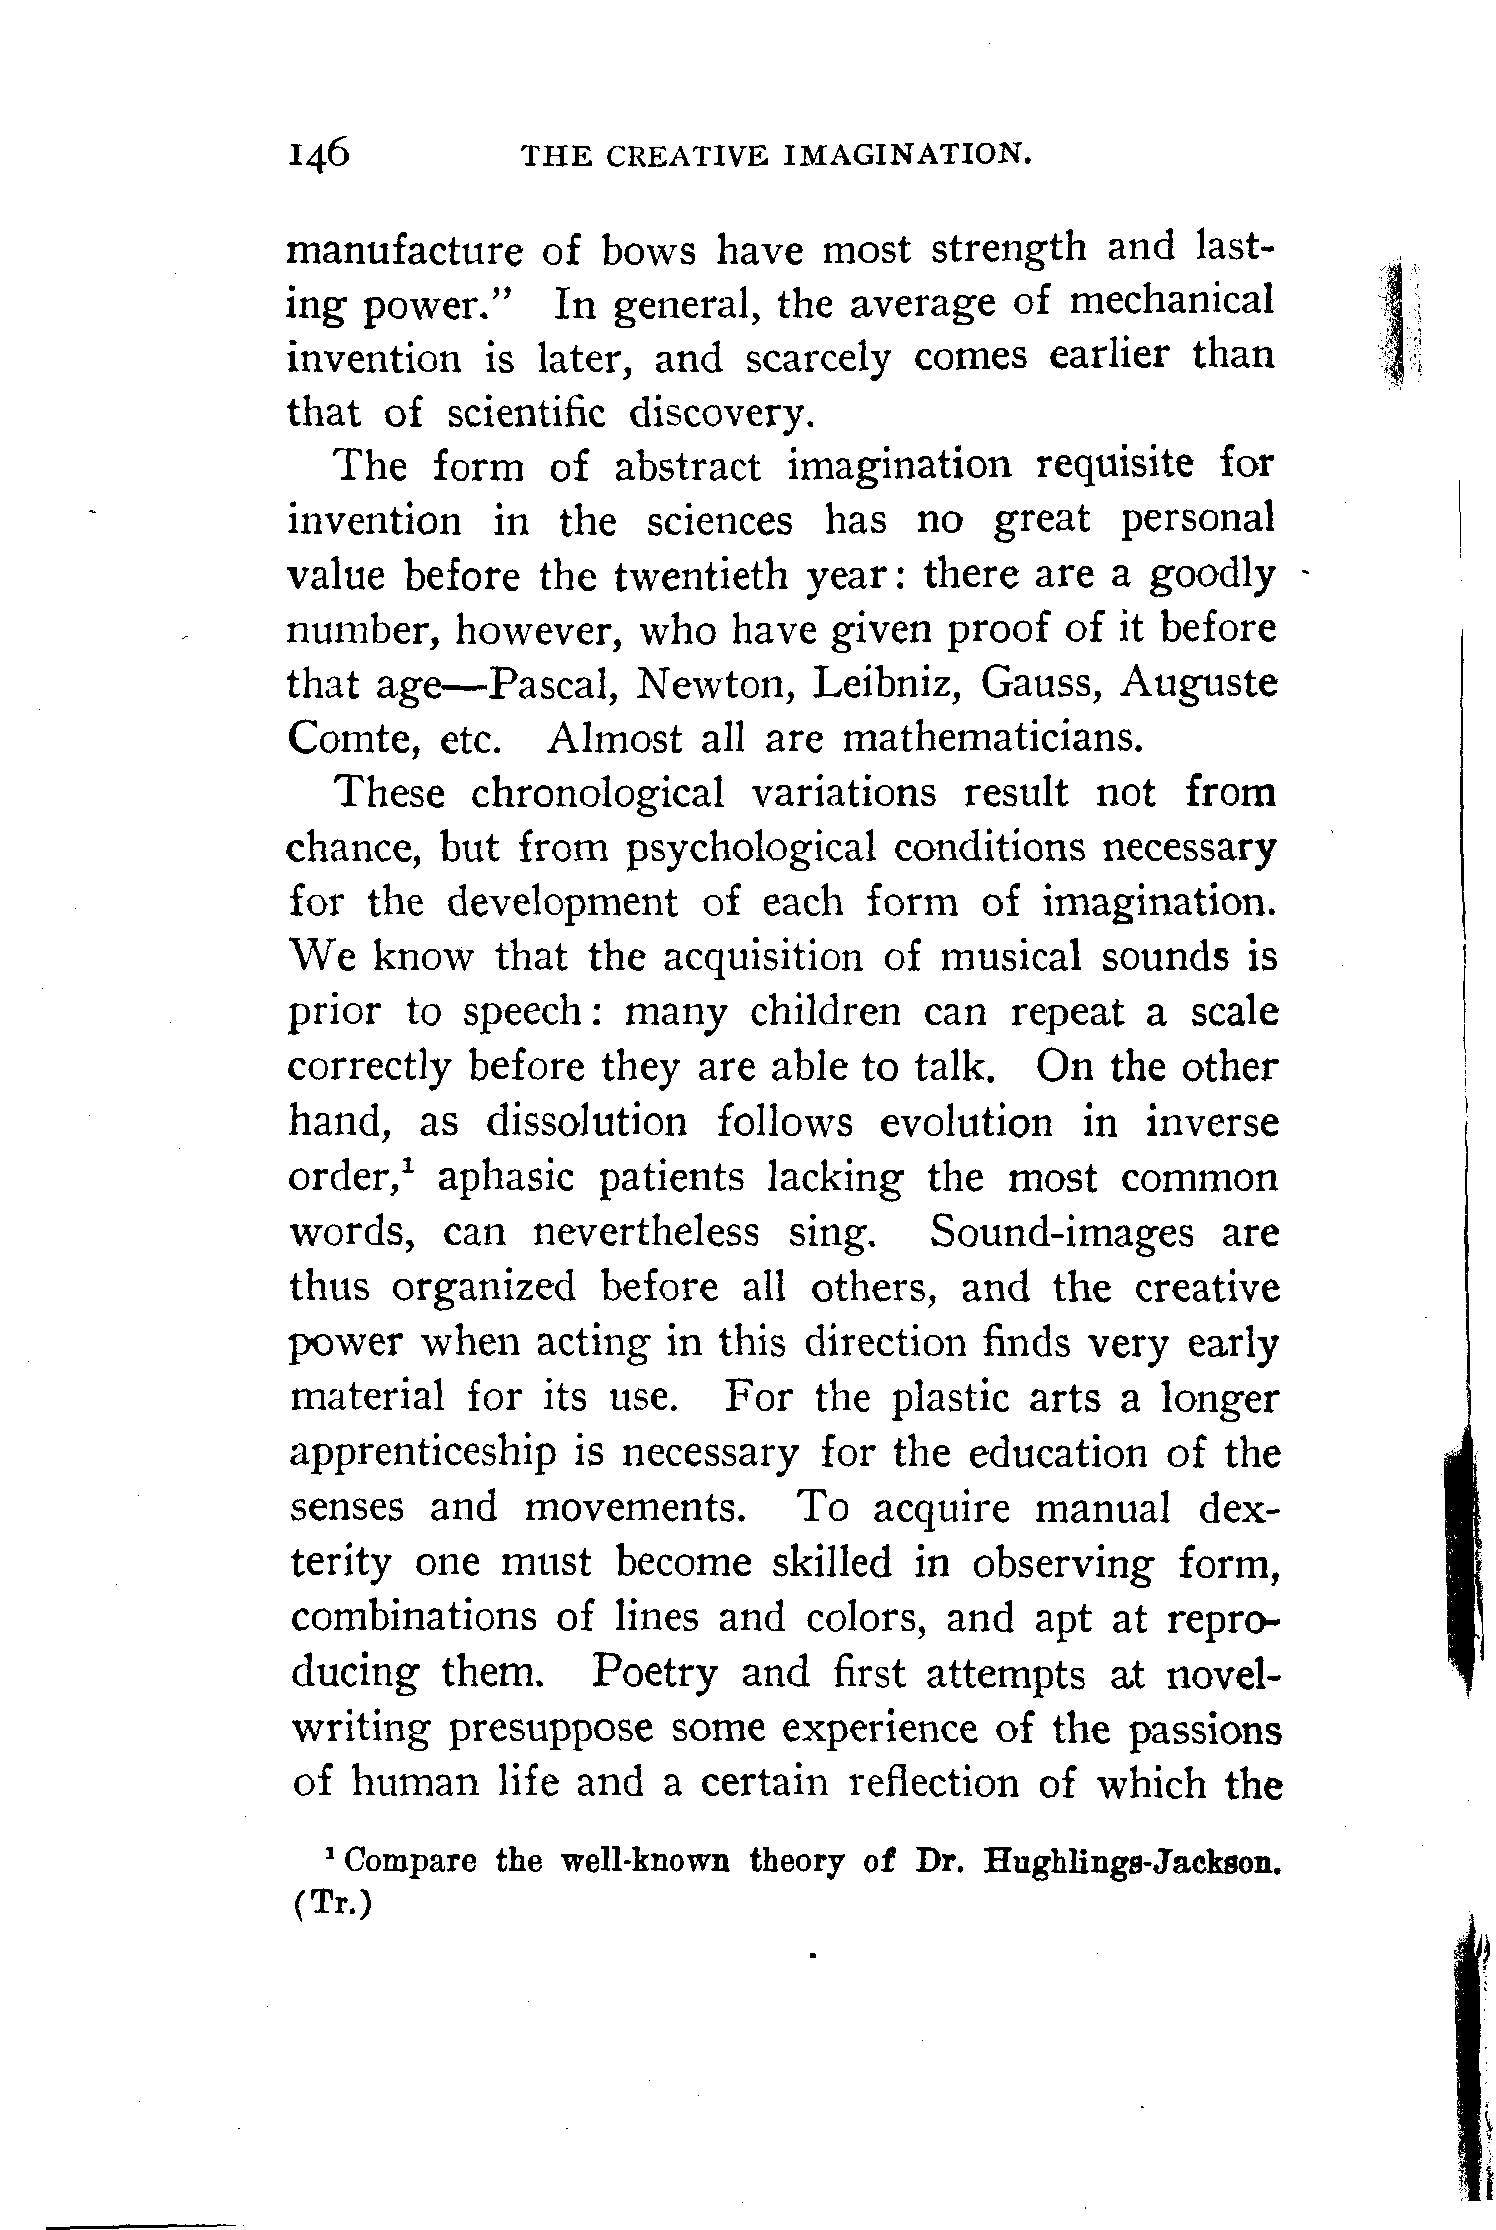 146 THE CREATIVE IMAGINATION.
manufacture of bows have most strength and last-
ing power.” In general, the average of mechanical
invention is later, and scarcely comes earlier than
that of scientific discovery.
The form of abstract imagination requisite for
invention in the sciences has no great personal
value before the twentieth year: there are a goodly
number, however, who have given proof of it before
that age—Pascal, Newton, Leibniz, Gauss, Auguste
Comte, etc. Almost all are mathematicians.
These chronological variations result not from
chance, but from psychological conditions necessary
for the development of each form of imagination.
We know that the acquisition of musical sounds is
prior to speech: many children can repeat a scale
correctly before they are able to talk. On the other
hand, as dissolution follows evolution in inverse
order,¹ aphasic patients lacking the most common
words, can nevertheless sing. Sound-images are
thus organized before all others, and the creative
power when acting in this direction finds very early
material for its use. For the plastic arts a longer
apprenticeship is necessary for the education of the
senses and movements. To acquire manual dex-
terity one must become skilled in observing form,
combinations of lines and colors, and apt at repro-
ducing them. Poetry and first attempts at novel-
writing presuppose some experience of the passions
of human life and a certain reflection of which the
¹ Compare the well-known theory of Dr. Hughlings-Jackson.
(Tr.)